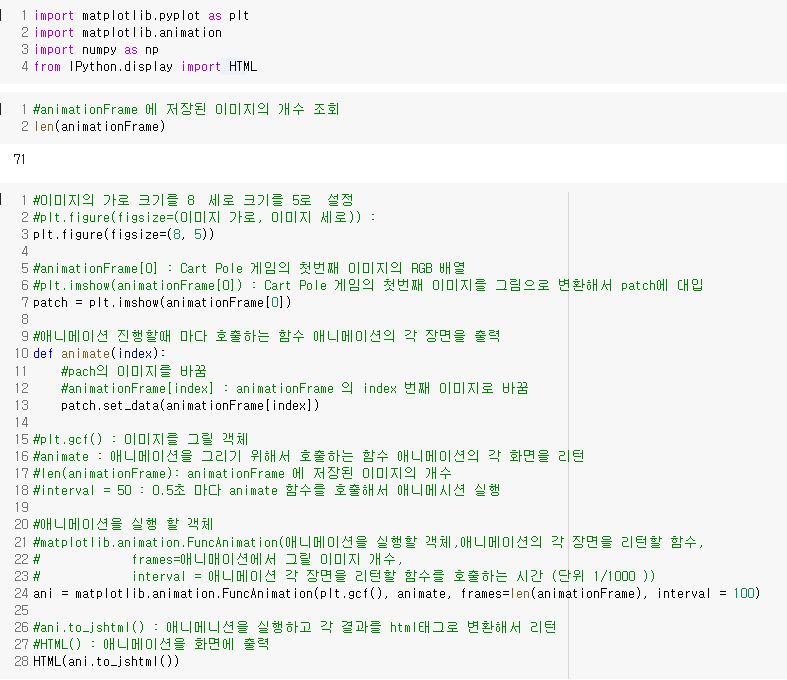 1 import matplotlib.pyplot as plt
2 import matplotlib.animation
3 import numpy as np
4 from IPython.display import HTML
1 #animationFrame 에 저장된 이미지의 개수 조회
2 len(animationFrame)
71
1 #이미지의 가로 크기를 8 세로 크기를 5로 설정
2 #plt.figure(figsize=(이미지 가로, 이미지 세로)) :
3 plt.figure(figsize=(8, 5))
4
5 #animationFrame[0] : Cart Pole 게임의 첫번째 이미지의 RGB 배열
6 #plt.imshow(animationFrame[0]) : Cart Pole 게임의 첫번째 이미지를 그림으로 변환해서 patch에 대입
7 patch = plt.imshow(animationFrame[0])
8
9 #애니메이션 진행할때 마다 호출하는 함수 애니메이션의 각 장면을 출력
10 def animate(index):
11     #pach의 이미지를 바꿈
12     #animationFrame[index] : animationFrame 의 index 번째 이미지로 바꿈
13     patch.set_data(animationFrame[index])
14
15 #plt.gcf() : 이미지를 그릴 객체
16 #animate : 애니메이션을 그리기 위해서 호출하는 함수 애니메이션의 각 화면을 리턴
17 #len(animationFrame): animationFrame 에 저장된 이미지의 개수
18 #interval = 50 : 0.5초 마다 animate 함수를 호출해서 애니메시션 실행
19
20 #애니메이션을 실행 할 객체
21 #matplotlib.animation.FuncAnimation(애니메이션을 실행할 객체,애니메이션의 각 장면을 리턴할 함수,
22 #             frames=애니매이션에서 그릴 이미지 개수,
23 #             interval = 애니메이션 각 장면을 리턴할 함수를 호출하는 시간 (단위 1/1000 ))
24 ani = matplotlib.animation.FuncAnimation(plt.gcf(), animate, frames=len(animationFrame), interval = 100)
25
26 #ani.to_jshtml() : 애니메니션을 실행하고 각 결과를 html태그로 변환해서 리턴
27 #HTML() : 애니메이션을 화면에 출력
28 HTML(ani.to_jshtml())